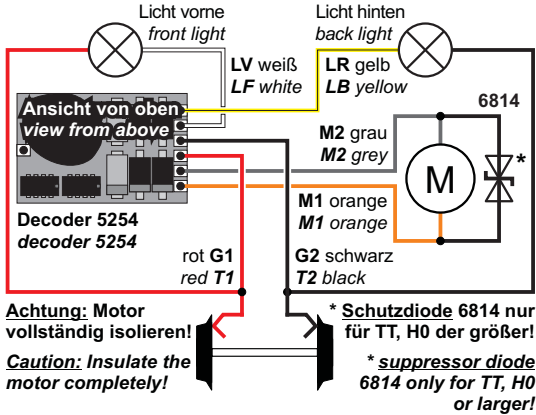 Licht vorne
front light
Licht hinten
back light
LV weiß
LF white
LR gelb
LB yellow
6814
Ansicht von oben
view from above
M2 grau
M2 grey
*
M
M1 orange
M1 orange
Decoder 5254
decoder 5254
rot G1
red T1
G2 schwarz
T2 black
Achtung: Motor
vollständig isolieren!
Caution: Insulate the
motor completely!
* Schutzdiode 6814 nur
für TT, H0 der größer!
* suppressor diode
6814 only for TT, H0
or larger!